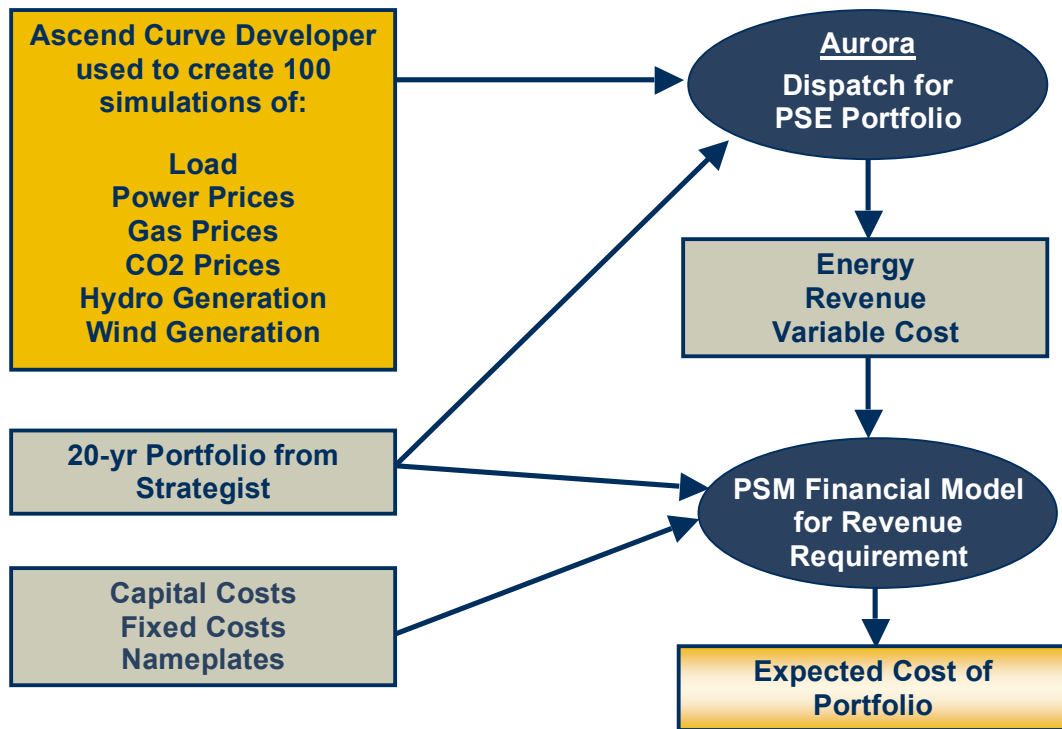 Ascend Curve Developer
used to create 100
simulations of:
Load
Power Prices
Gas Prices
CO2 Prices
Hydro Generation
Wind Generation
20-yr Portfolio from
Strategist
Capital Costs
Fixed Costs
Nameplates
Aurora
Dispatch for
PSE Portfolio
Energy
Revenue
Variable Cost
PSM Financial Model
for Revenue
Requirement
Expected Cost of
Portfolio